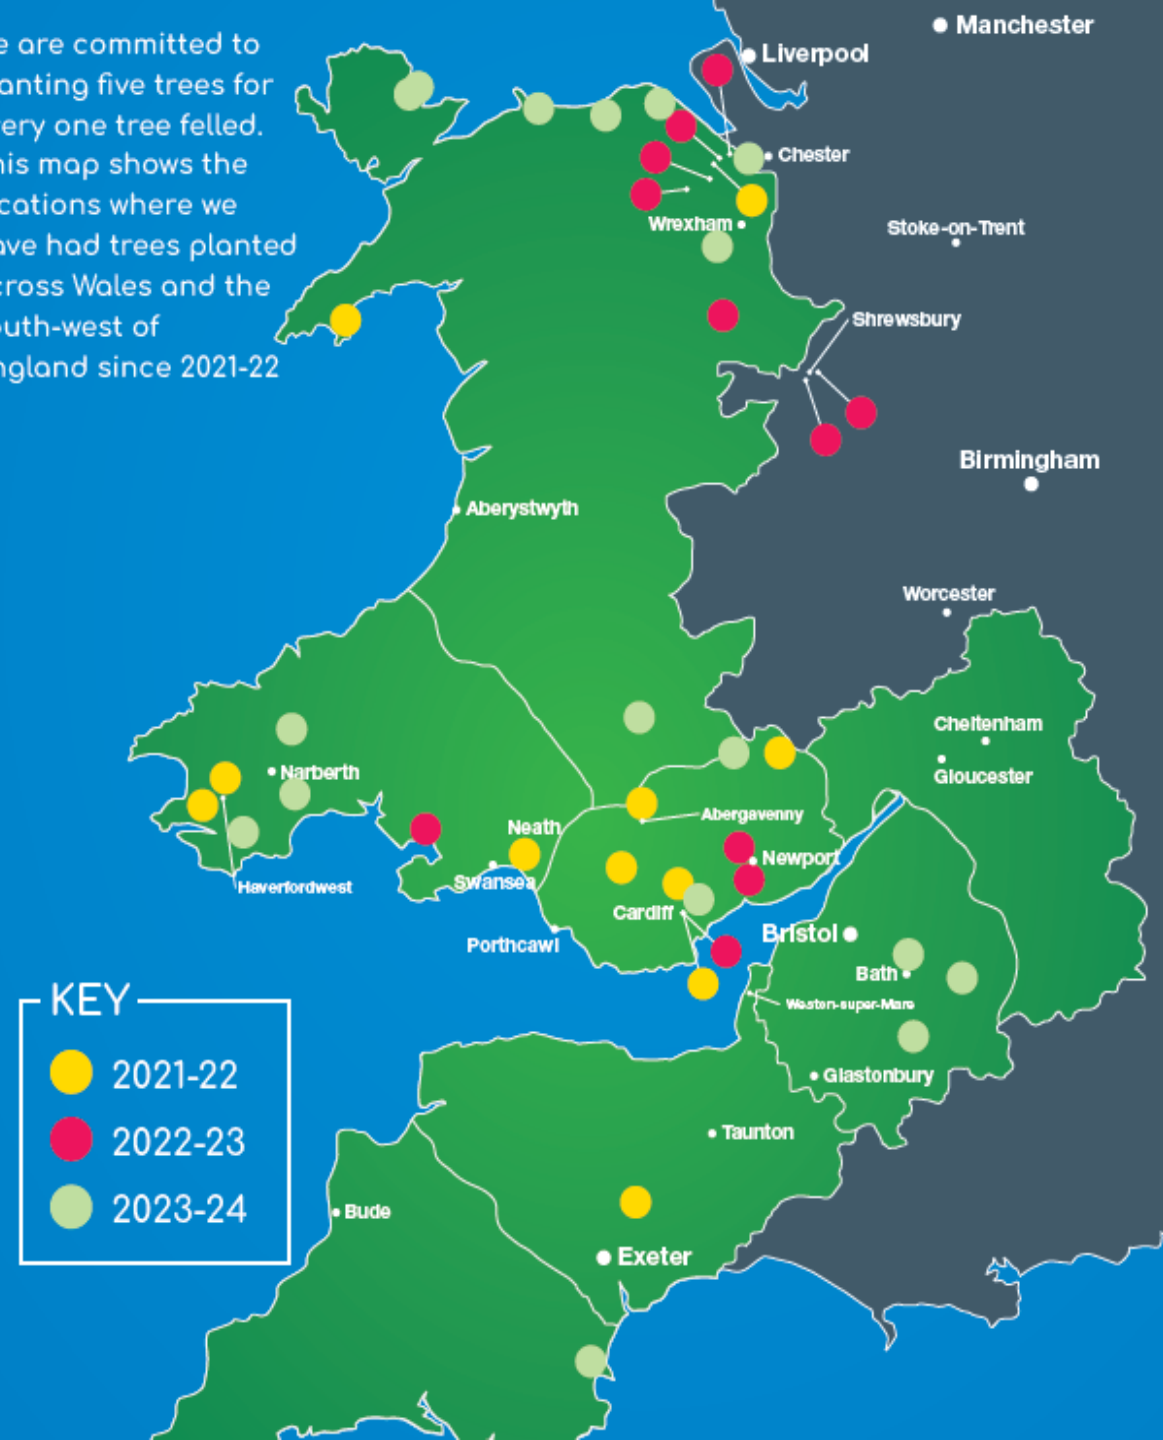 e are committed to
anting five trees for
very one tree felled.
his map shows the
cations where we
ave had trees planted
cross Wales and the
outh-west of
ngland since 2021-22
Manchester
Liverpool
Chester
Wrexham
Stoke-on-Trent
Shrewsbury
Birmingham
Aberystwyth
Worcester
Cheltenham
Gloucester
Narberth
Abergavenny
Neath
Newport
Swansea
Haverfordwest
Cardiff
Bristol
Porthcawl
Bath
Weston-super-Mare
Glastonbury
Taunton
Bude
Exeter
KEY
2021-22
2022-23
2023-24